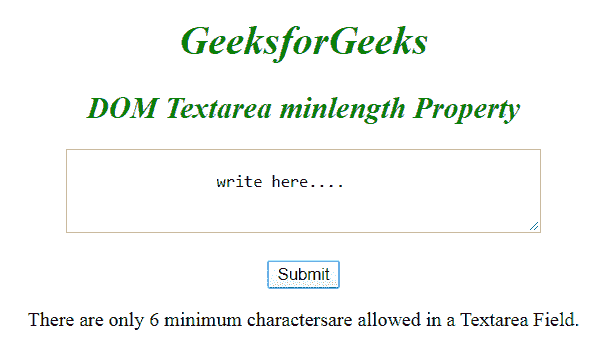 GeeksforGeeks
DOM Textarea minlength Property
write here....
Submit
There are only 6 minimum charactersare allowed in a Textarea Field.